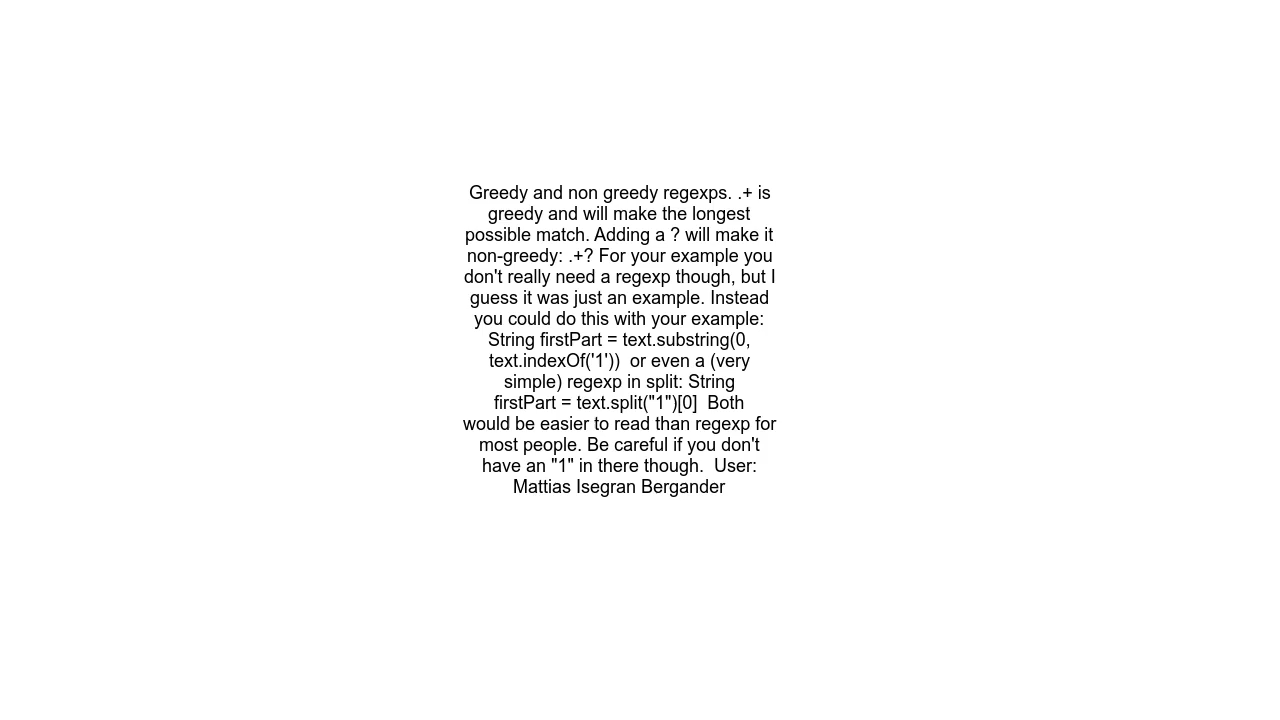 Greedy and non greedy regexps. .+ is
greedy and will make the longest
possible match. Adding a ? will make it
non-greedy: .+? For your example you
don't really need a regexp though, but I
guess it was just an example. Instead
you could do this with your example:
String firstPart = text.substring(0,
text.indexOf('1'))  or even a (very
simple) regexp in split: String
firstPart = text.split("1")[0]  Both
would be easier to read than regexp for
most people. Be careful if you don't
have an "1" in there though.  User:
Mattias Isegran Bergander